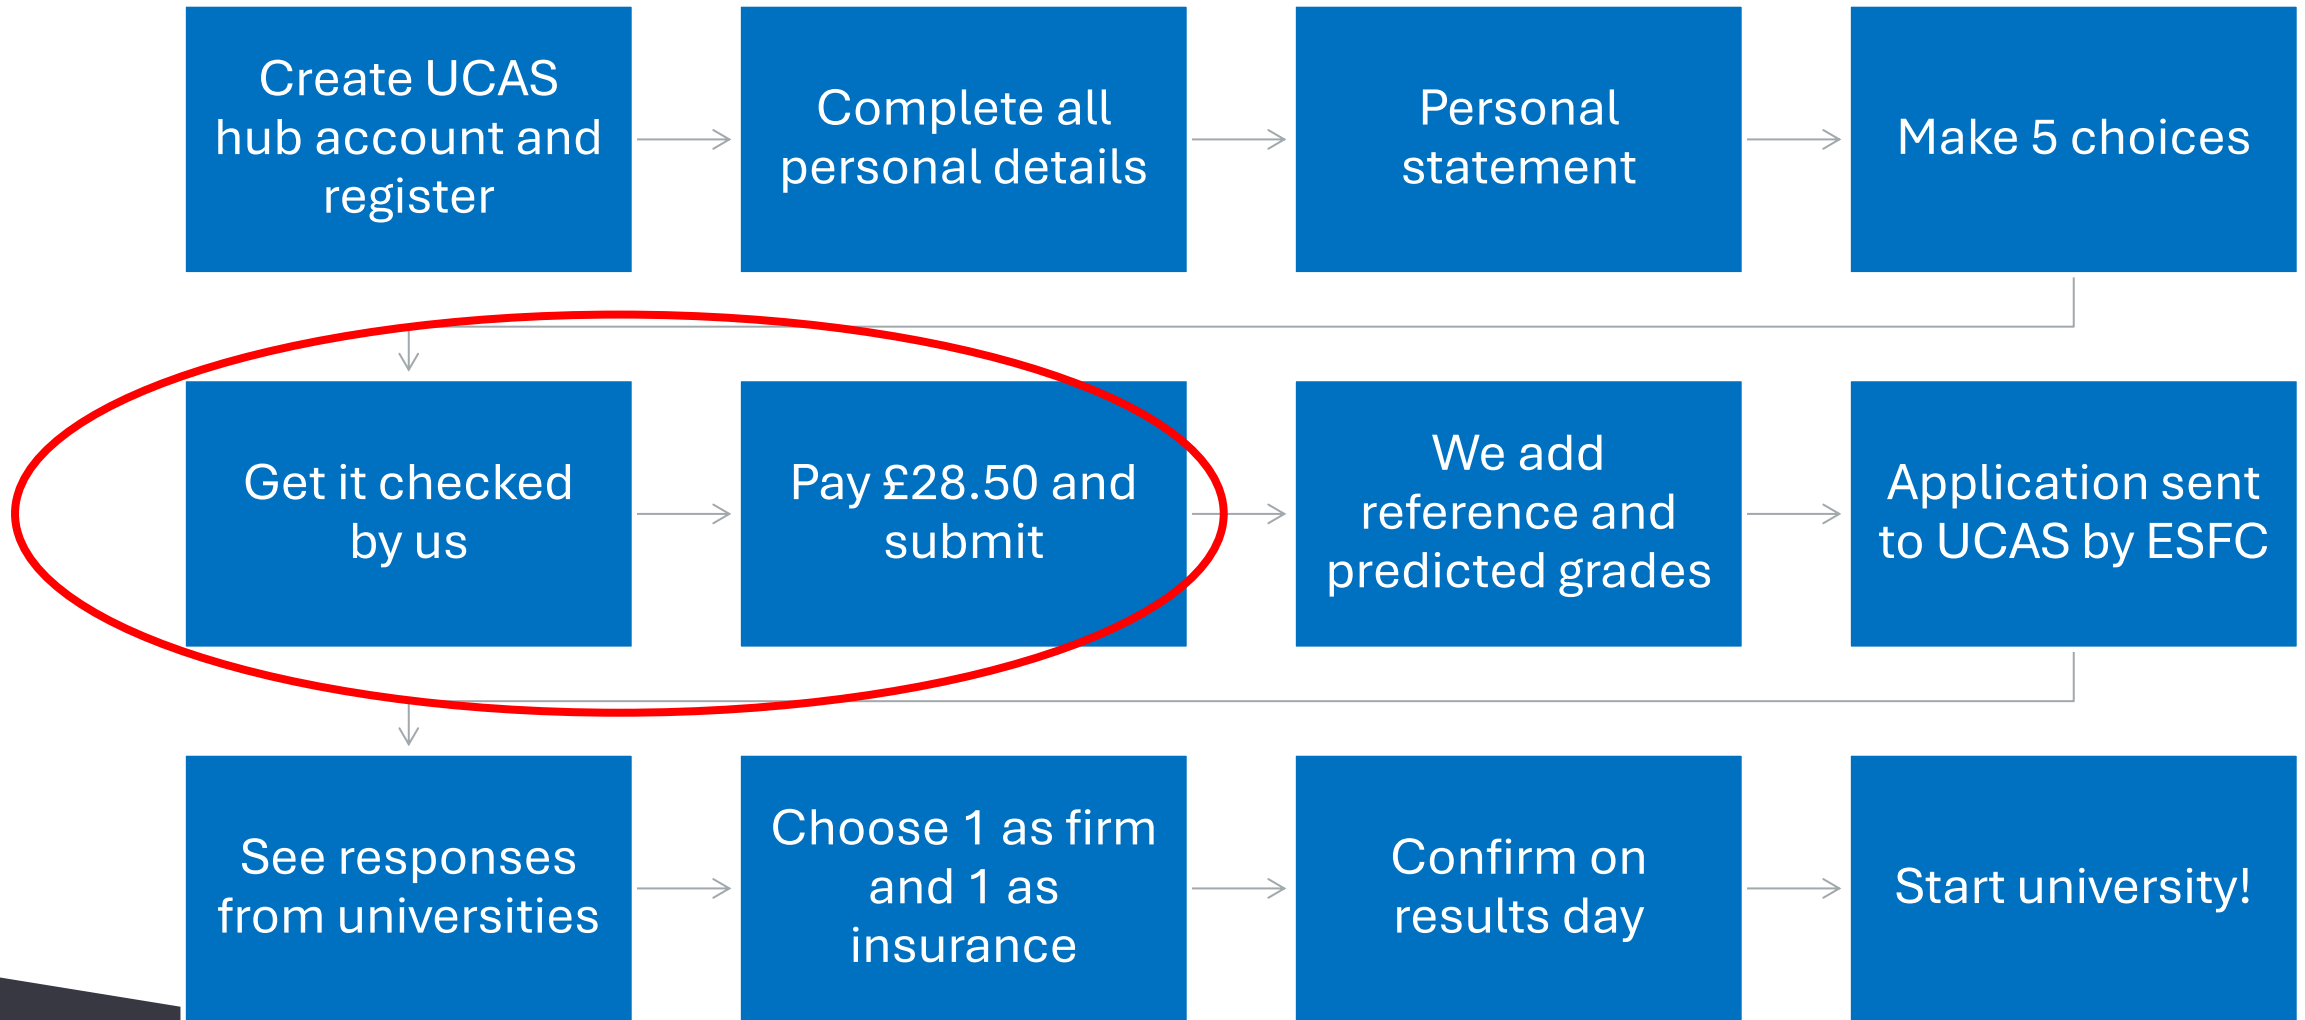 Create UCAS
hub account and
register
Complete all
personal details
Personal
statement
Make 5 choices
Get it checked
by us
Pay £28.50 and
submit
We add
reference and
predicted grades
Application sent
to UCAS by ESFC
See responses
from universities
Choose 1 as firm
and 1 as
insurance
Confirm on
results day
Start university!